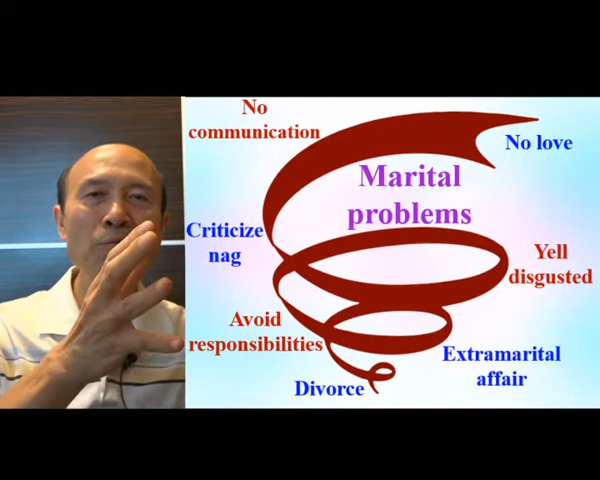 No
communication
No love
Marital
problems
Criticize
nag
Yell
disgusted
Avoid
responsibilities
Extramarital
affair
Divorce